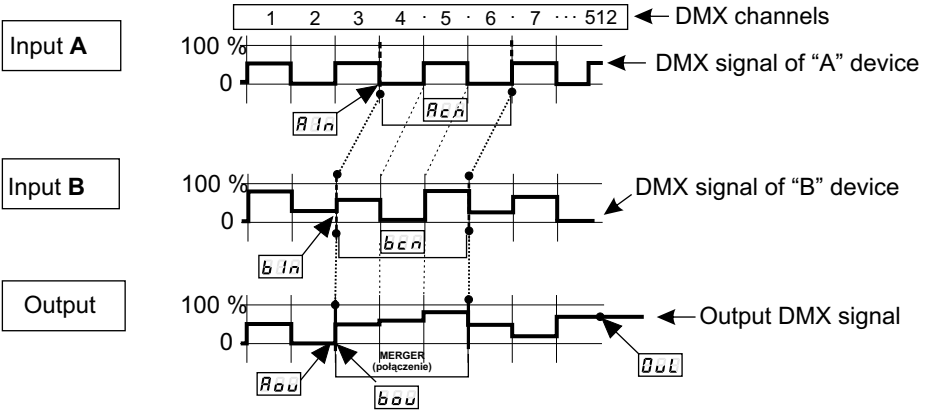 1 2 3 4 · 5 · 6 · 7 ··· 512
DMX channels
Input A
100 %
0
DMX signal of “A” device
A In
Acn
Input B
100 %
0
DMX signal of “B” device
b In
bcn
Output
100 %
0
Output DMX signal
MERGER
(połączenie)
Aou
bou
OuL